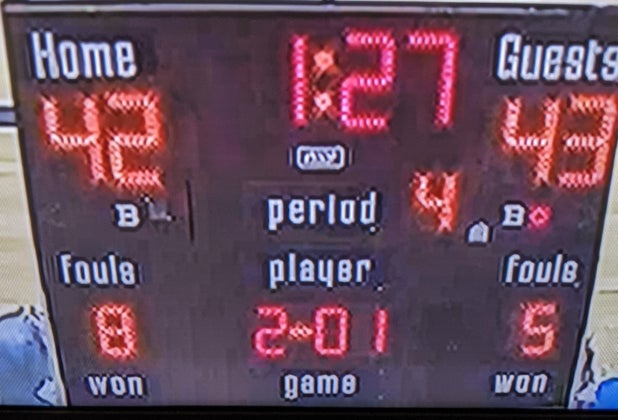 Home 1:27 Guests
42 43
B period 4 B
fouls player fouls
8 2-01 5
won game won